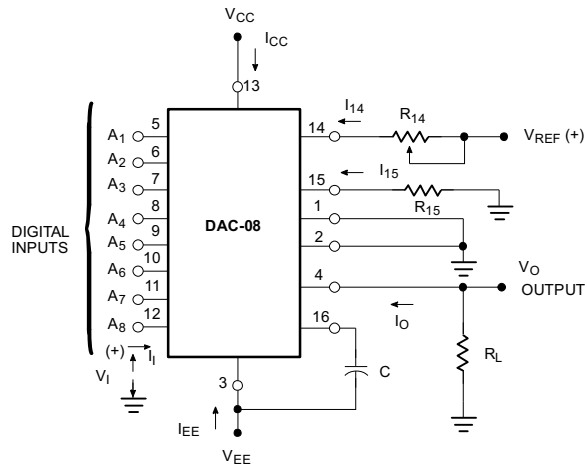 VCC
ICC
13
A1 5
A2 6
A3 7
A4 8
A5 9
A6 10
A7 11
A8 12
DIGITAL
INPUTS
(+) II
VI
DAC-08
14 I14 R14 VREF (+)
15 I15 R15
1
2
4 IO
VO
OUTPUT
16
C
RL
3
IEE
VEE